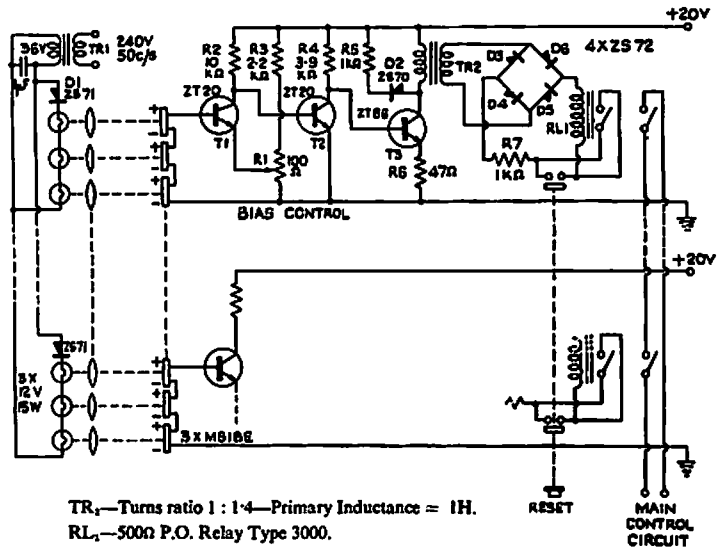 36V
TR1
240V
50c/s
D1
ZS71
R2
10
KΩ
R3
2·2
KΩ
R4
3·9
KΩ
R5
1KΩ
D2
ZS70
TR2
+20V
4XZS72
D3
D6
D4
D5
RL1
ZT20
T1
ZT20
T2
ZT86
T3
R1
100
Ω
R6
47Ω
R7
1KΩ
BIAS CONTROL
+20V
ZS71
3X
12V
15W
3XMS1BE
RESET
MAIN
CONTROL
CIRCUIT
TR₂—Turns ratio 1 : 1·4—Primary Inductance = 1H.
RL₁—500Ω P.O. Relay Type 3000.